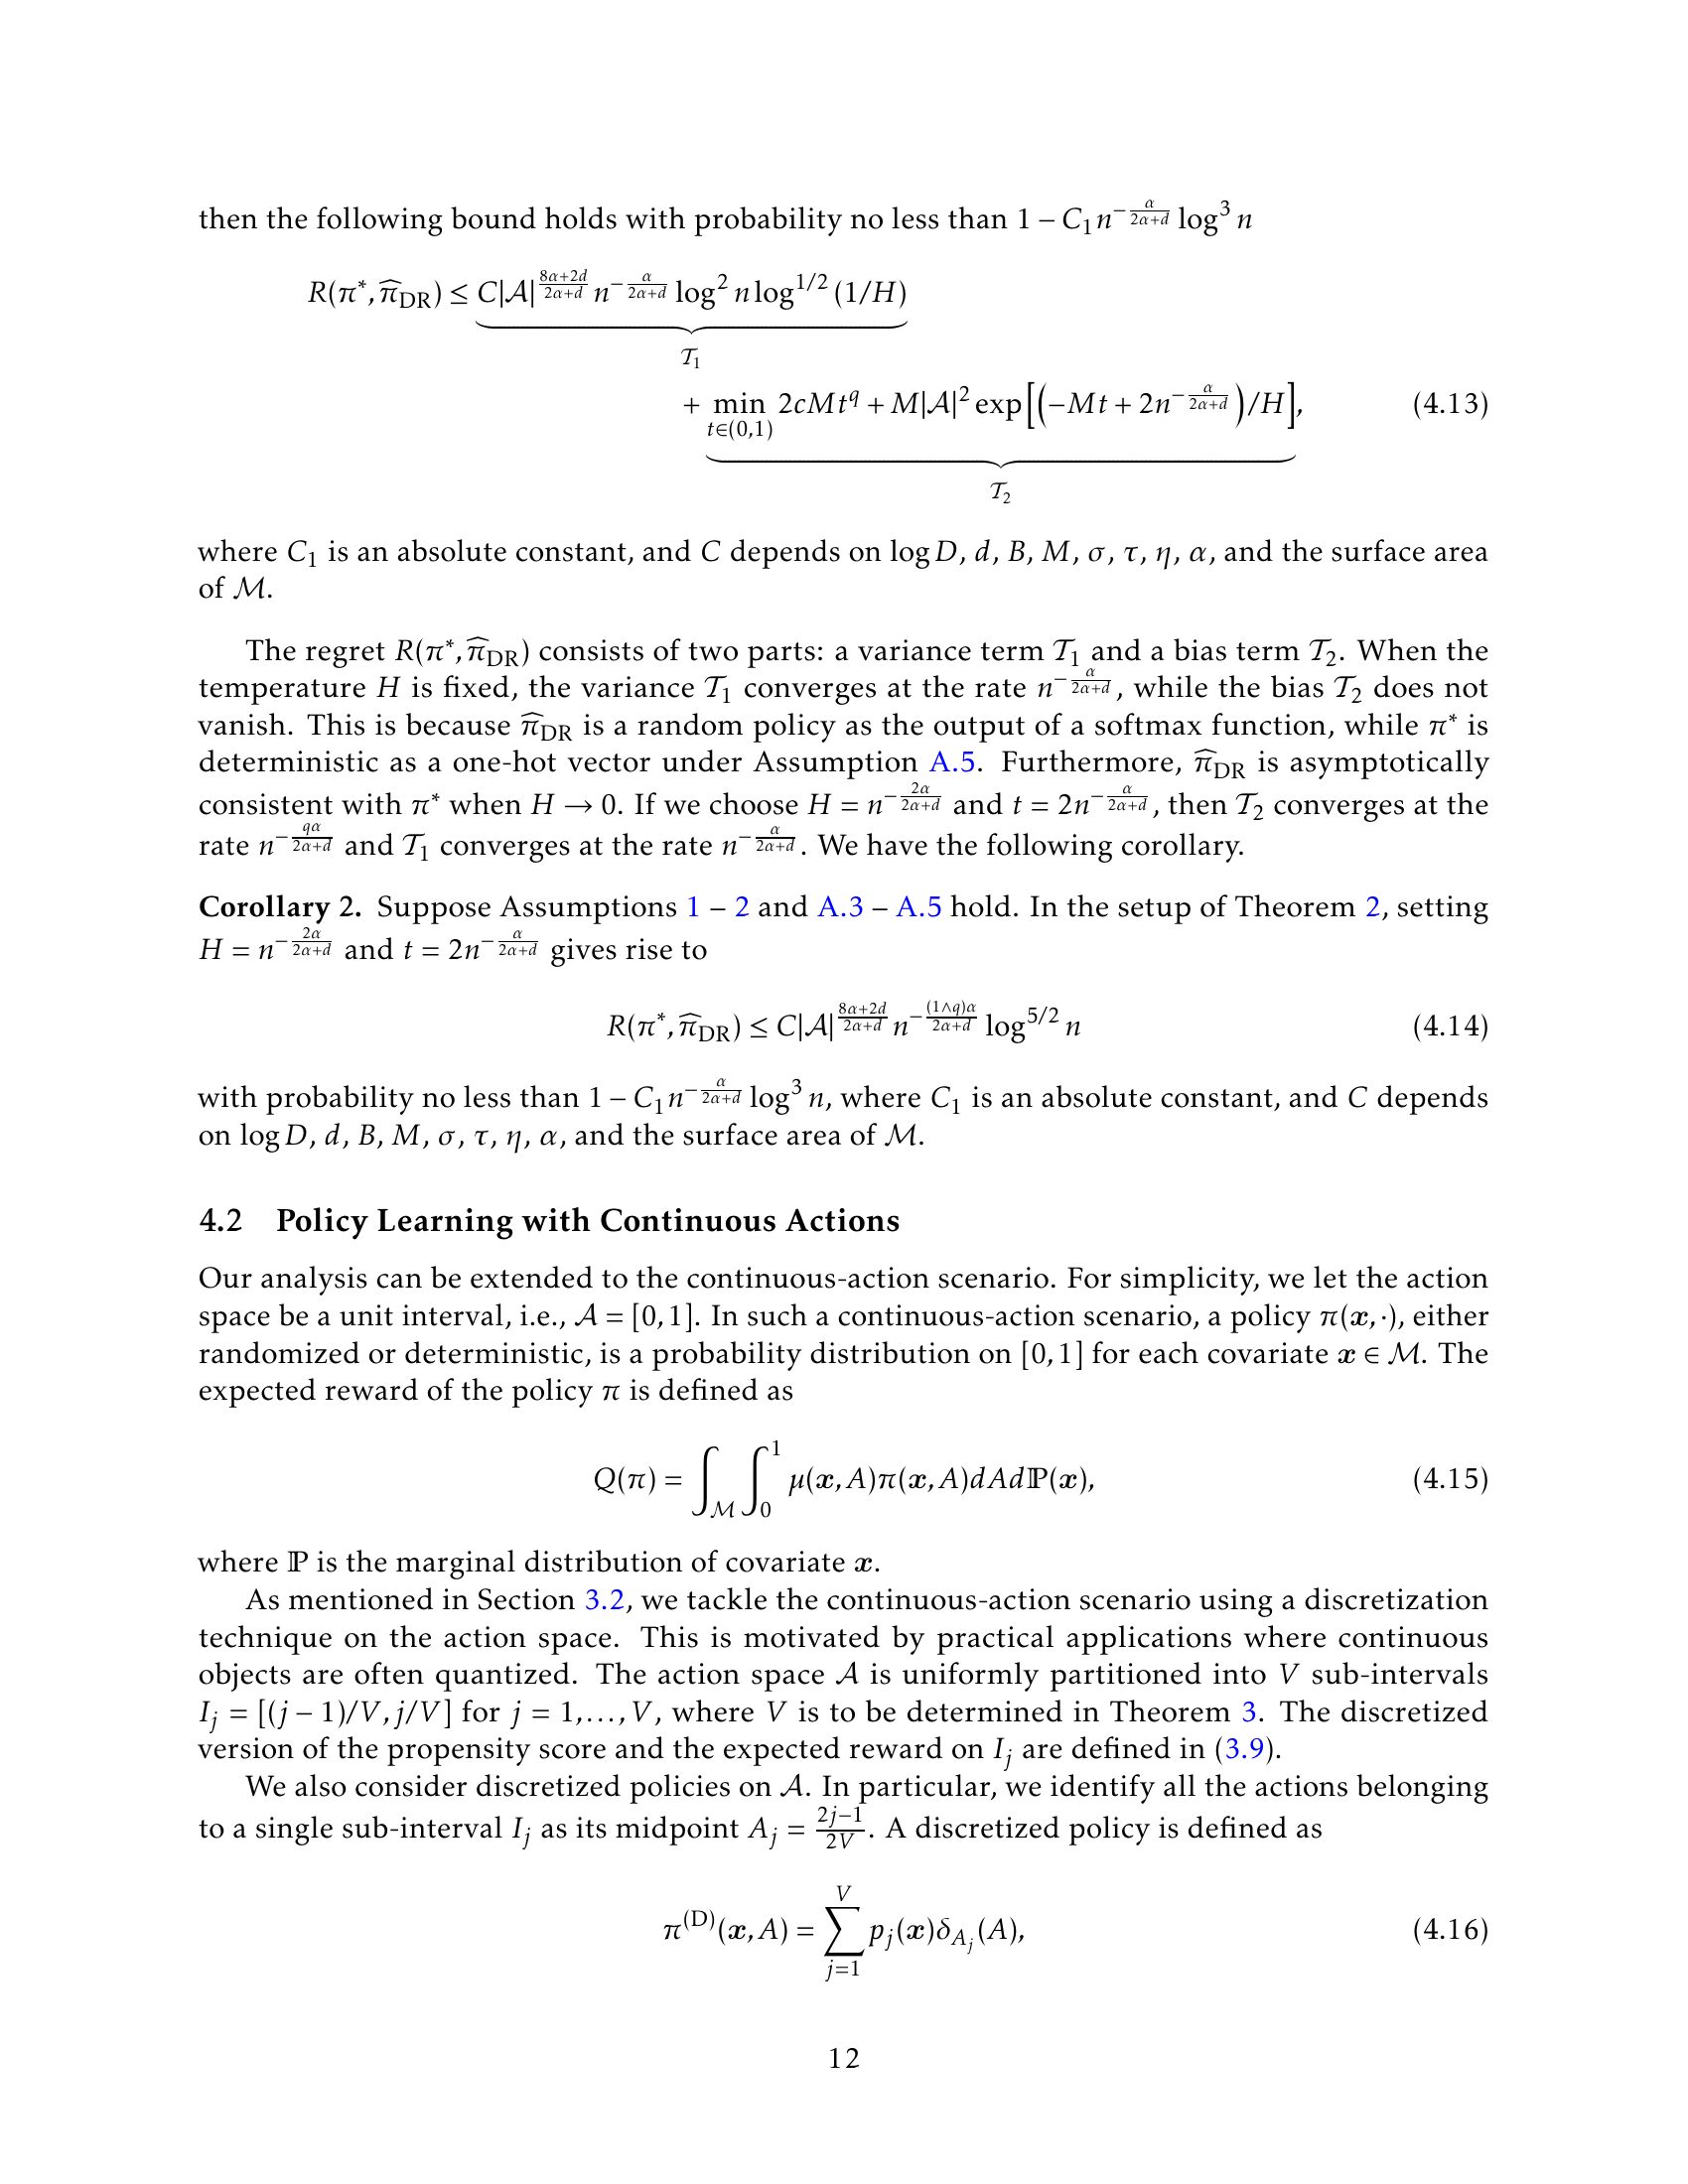 then the following bound holds with probability no less than $1 - C_1 n^{-\frac{\alpha}{2\alpha+d}} \log^3 n$
$R(\pi^*, \widehat{\pi}_{\mathrm{DR}}) \leq \underbrace{C|\mathcal{A}|^{\frac{8\alpha+2d}{2\alpha+d}} n^{-\frac{\alpha}{2\alpha+d}} \log^2 n \log^{1/2}(1/H)}_{\mathcal{T}_1}$
$+ \underbrace{\min_{t\in(0,1)} 2cMt^q + M|\mathcal{A}|^2 \exp\left[\left(-Mt + 2n^{-\frac{\alpha}{2\alpha+d}}\right)/H\right]}_{\mathcal{T}_2},$ (4.13)
where $C_1$ is an absolute constant, and $C$ depends on $\log D$, $d$, $B$, $M$, $\sigma$, $\tau$, $\eta$, $\alpha$, and the surface area
of $\mathcal{M}$.
The regret $R(\pi^*, \widehat{\pi}_{\mathrm{DR}})$ consists of two parts: a variance term $\mathcal{T}_1$ and a bias term $\mathcal{T}_2$. When the
temperature $H$ is fixed, the variance $\mathcal{T}_1$ converges at the rate $n^{-\frac{\alpha}{2\alpha+d}}$, while the bias $\mathcal{T}_2$ does not
vanish. This is because $\widehat{\pi}_{\mathrm{DR}}$ is a random policy as the output of a softmax function, while $\pi^*$ is
deterministic as a one-hot vector under Assumption A.5. Furthermore, $\widehat{\pi}_{\mathrm{DR}}$ is asymptotically
consistent with $\pi^*$ when $H \to 0$. If we choose $H = n^{-\frac{2\alpha}{2\alpha+d}}$ and $t = 2n^{-\frac{\alpha}{2\alpha+d}}$, then $\mathcal{T}_2$ converges at the
rate $n^{-\frac{q\alpha}{2\alpha+d}}$ and $\mathcal{T}_1$ converges at the rate $n^{-\frac{\alpha}{2\alpha+d}}$. We have the following corollary.
**Corollary 2.** Suppose Assumptions 1 – 2 and A.3 – A.5 hold. In the setup of Theorem 2, setting
$H = n^{-\frac{2\alpha}{2\alpha+d}}$ and $t = 2n^{-\frac{\alpha}{2\alpha+d}}$ gives rise to
$R(\pi^*, \widehat{\pi}_{\mathrm{DR}}) \leq C|\mathcal{A}|^{\frac{8\alpha+2d}{2\alpha+d}} n^{-\frac{(1\wedge q)\alpha}{2\alpha+d}} \log^{5/2} n$ (4.14)
with probability no less than $1 - C_1 n^{-\frac{\alpha}{2\alpha+d}} \log^3 n$, where $C_1$ is an absolute constant, and $C$ depends
on $\log D$, $d$, $B$, $M$, $\sigma$, $\tau$, $\eta$, $\alpha$, and the surface area of $\mathcal{M}$.
**4.2 Policy Learning with Continuous Actions**
Our analysis can be extended to the continuous-action scenario. For simplicity, we let the action
space be a unit interval, i.e., $\mathcal{A} = [0,1]$. In such a continuous-action scenario, a policy $\pi(\boldsymbol{x},\cdot)$, either
randomized or deterministic, is a probability distribution on $[0,1]$ for each covariate $\boldsymbol{x} \in \mathcal{M}$. The
expected reward of the policy $\pi$ is defined as
$Q(\pi) = \int_{\mathcal{M}} \int_0^1 \mu(\boldsymbol{x}, A)\pi(\boldsymbol{x}, A) dA d\mathbb{P}(\boldsymbol{x}),$ (4.15)
where $\mathbb{P}$ is the marginal distribution of covariate $\boldsymbol{x}$.
As mentioned in Section 3.2, we tackle the continuous-action scenario using a discretization
technique on the action space. This is motivated by practical applications where continuous
objects are often quantized. The action space $\mathcal{A}$ is uniformly partitioned into $V$ sub-intervals
$I_j = [(j-1)/V, j/V]$ for $j = 1,\ldots,V$, where $V$ is to be determined in Theorem 3. The discretized
version of the propensity score and the expected reward on $I_j$ are defined in (3.9).
We also consider discretized policies on $\mathcal{A}$. In particular, we identify all the actions belonging
to a single sub-interval $I_j$ as its midpoint $A_j = \frac{2j-1}{2V}$. A discretized policy is defined as
$\pi^{(\mathrm{D})}(\boldsymbol{x}, A) = \sum_{j=1}^{V} p_j(\boldsymbol{x})\delta_{A_j}(A),$ (4.16)
12